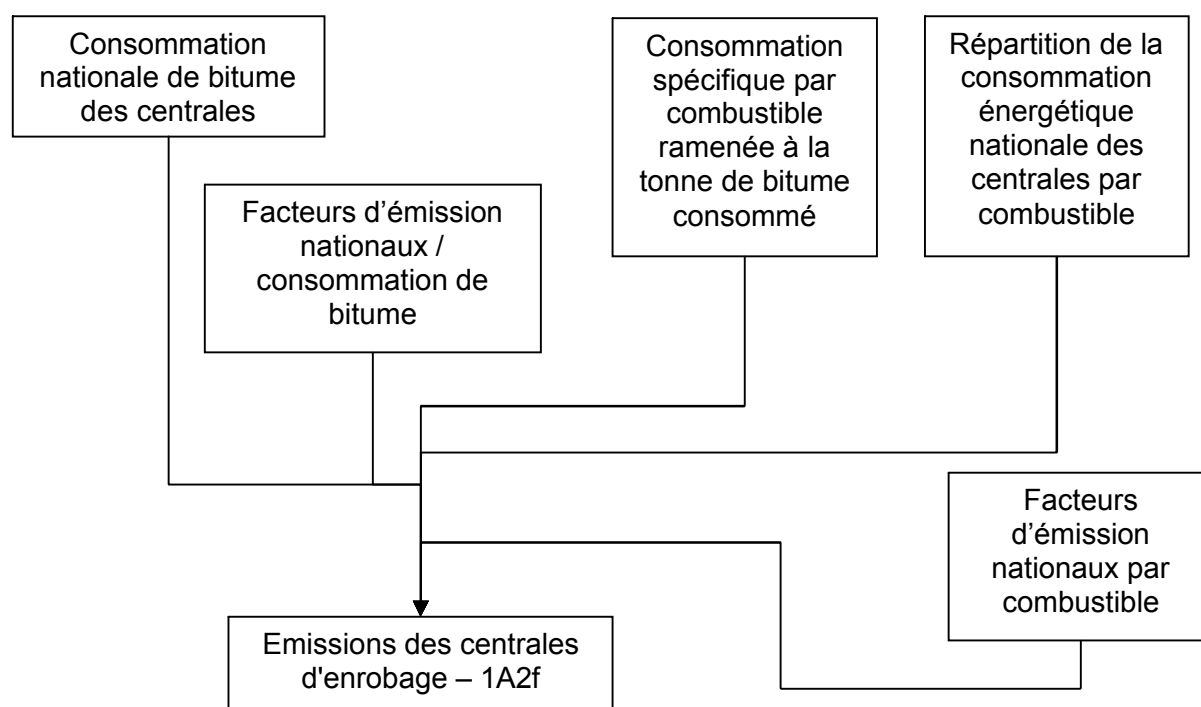 Consommation
nationale de bitume
des centrales
Consommation
spécifique par
combustible
ramenée à la
tonne de bitume
consommé
Répartition de la
consommation
énergétique
nationale des
centrales par
combustible
Facteurs d’émission
nationaux /
consommation de
bitume
Facteurs
d’émission
nationaux par
combustible
Emissions des centrales
d'enrobage – 1A2f